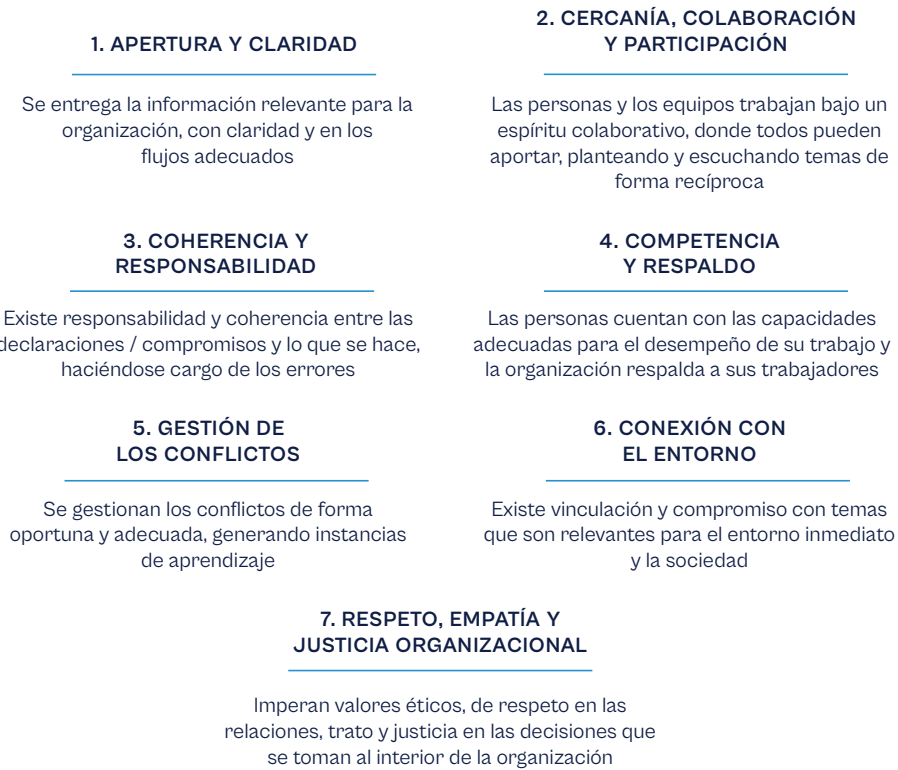 1. APERTURA Y CLARIDAD
Se entrega la información relevante para la
organización, con claridad y en los
flujos adecuados
2. CERCANÍA, COLABORACIÓN
Y PARTICIPACIÓN
Las personas y los equipos trabajan bajo un
espíritu colaborativo, donde todos pueden
aportar, planteando y escuchando temas de
forma recíproca
3. COHERENCIA Y
RESPONSABILIDAD
Existe responsabilidad y coherencia entre las
declaraciones / compromisos y lo que se hace,
haciéndose cargo de los errores
4. COMPETENCIA
Y RESPALDO
Las personas cuentan con las capacidades
adecuadas para el desempeño de su trabajo y
la organización respalda a sus trabajadores
5. GESTIÓN DE
LOS CONFLICTOS
Se gestionan los conflictos de forma
oportuna y adecuada, generando instancias
de aprendizaje
6. CONEXIÓN CON
EL ENTORNO
Existe vinculación y compromiso con temas
que son relevantes para el entorno inmediato
y la sociedad
7. RESPETO, EMPATÍA Y
JUSTICIA ORGANIZACIONAL
Imperan valores éticos, de respeto en las
relaciones, trato y justicia en las decisiones que
se toman al interior de la organización